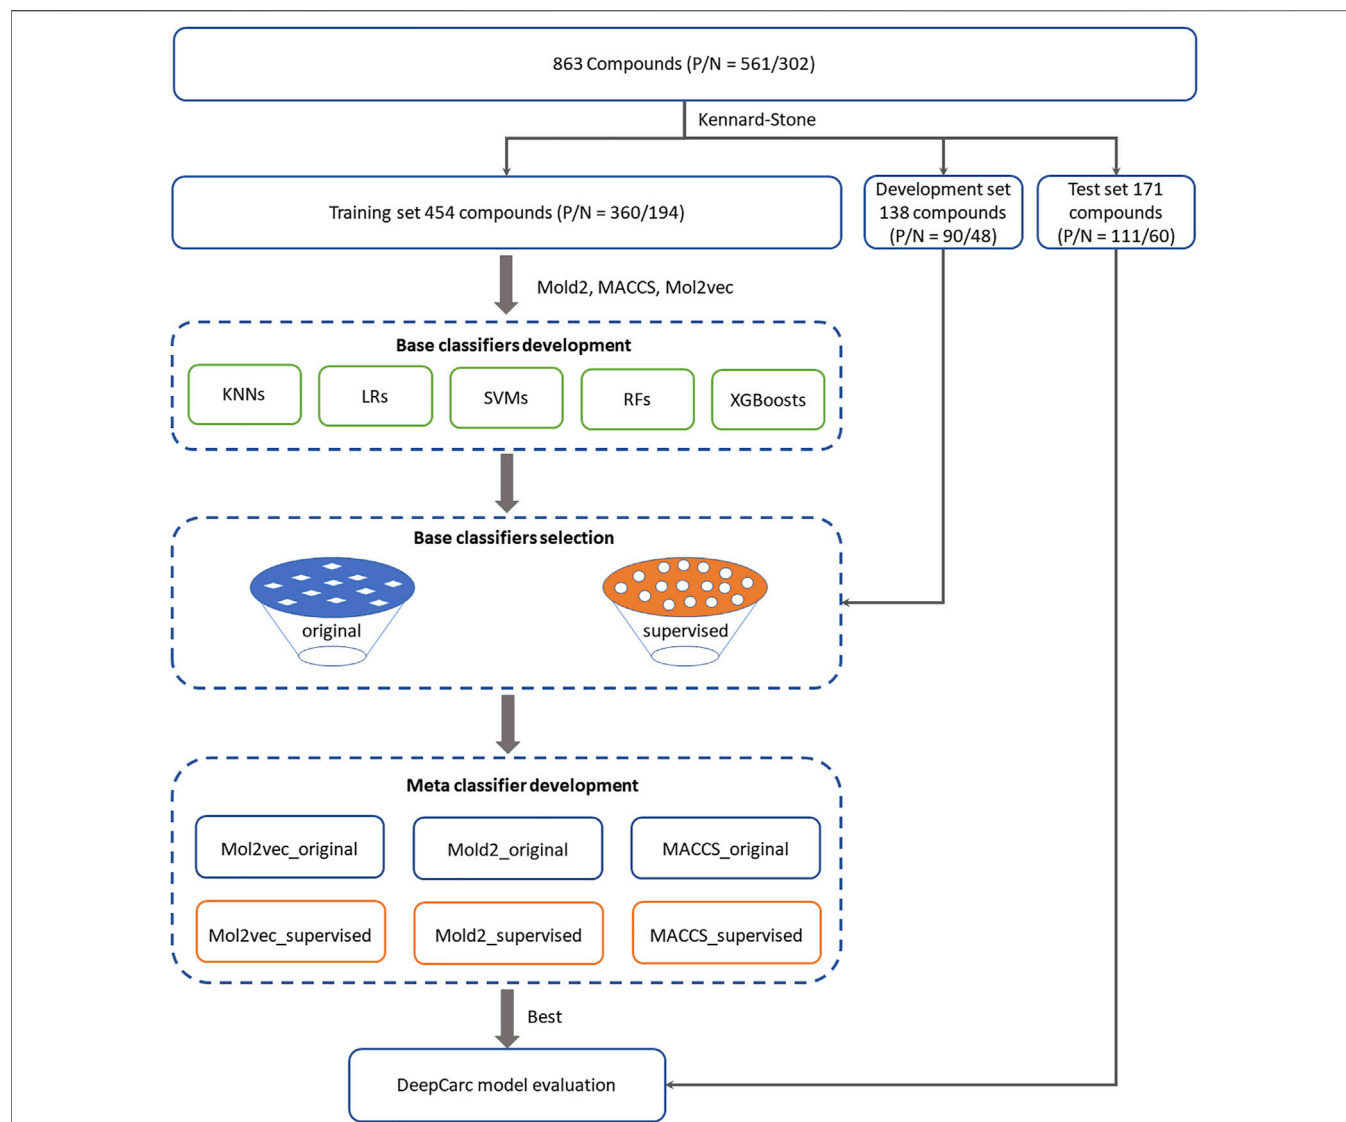 863 Compounds (P/N = 561/302)
Kennard-Stone
Training set 454 compounds (P/N = 360/194)
Development set
138 compounds
(P/N = 90/48)
Test set 171
compounds
(P/N = 111/60)
Mold2, MACCS, Mol2vec
Base classifiers development
KNNs
LRs
SVMs
RFs
XGBoosts
Base classifiers selection
original
supervised
Meta classifier development
Mol2vec_original
Mold2_original
MACCS_original
Mol2vec_supervised
Mold2_supervised
MACCS_supervised
Best
DeepCarc model evaluation